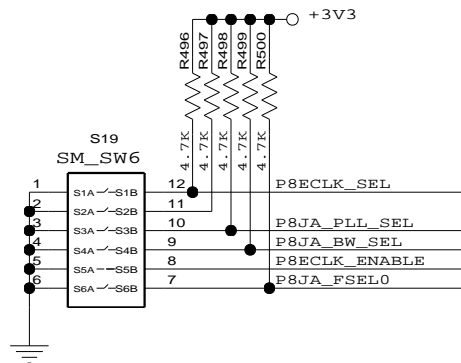 +3V3
R496
R497
R498
R499
R500
4.7K
4.7K
4.7K
4.7K
4.7K
S19
SM_SW6
1 S1A S1B 12 P8ECLK_SEL
2 S2A S2B 11
3 S3A S3B 10 P8JA_PLL_SEL
4 S4A S4B 9 P8JA_BW_SEL
5 S5A S5B 8 P8ECLK_ENABLE
6 S6A S6B 7 P8JA_FSEL0